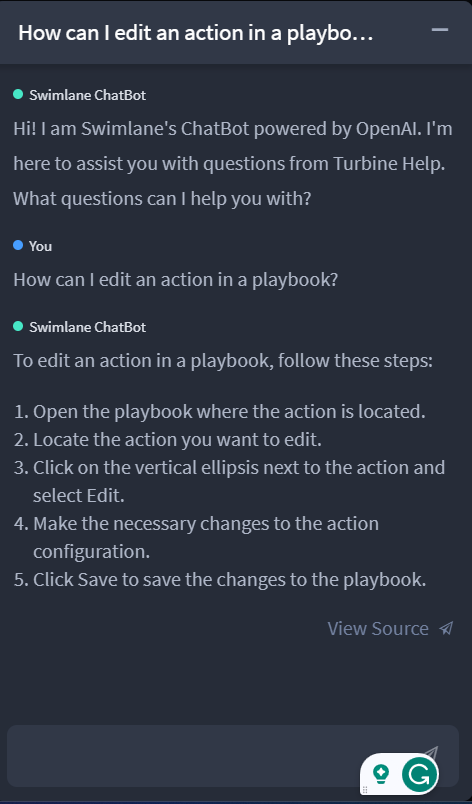 How can I edit an action in a playbo...
Swimlane ChatBot
Hi! I am Swimlane's ChatBot powered by OpenAI. I'm
here to assist you with questions from Turbine Help.
What questions can I help you with?
You
How can I edit an action in a playbook?
Swimlane ChatBot
To edit an action in a playbook, follow these steps:
1. Open the playbook where the action is located.
2. Locate the action you want to edit.
3. Click on the vertical ellipsis next to the action and
select Edit.
4. Make the necessary changes to the action
configuration.
5. Click Save to save the changes to the playbook.
View Source